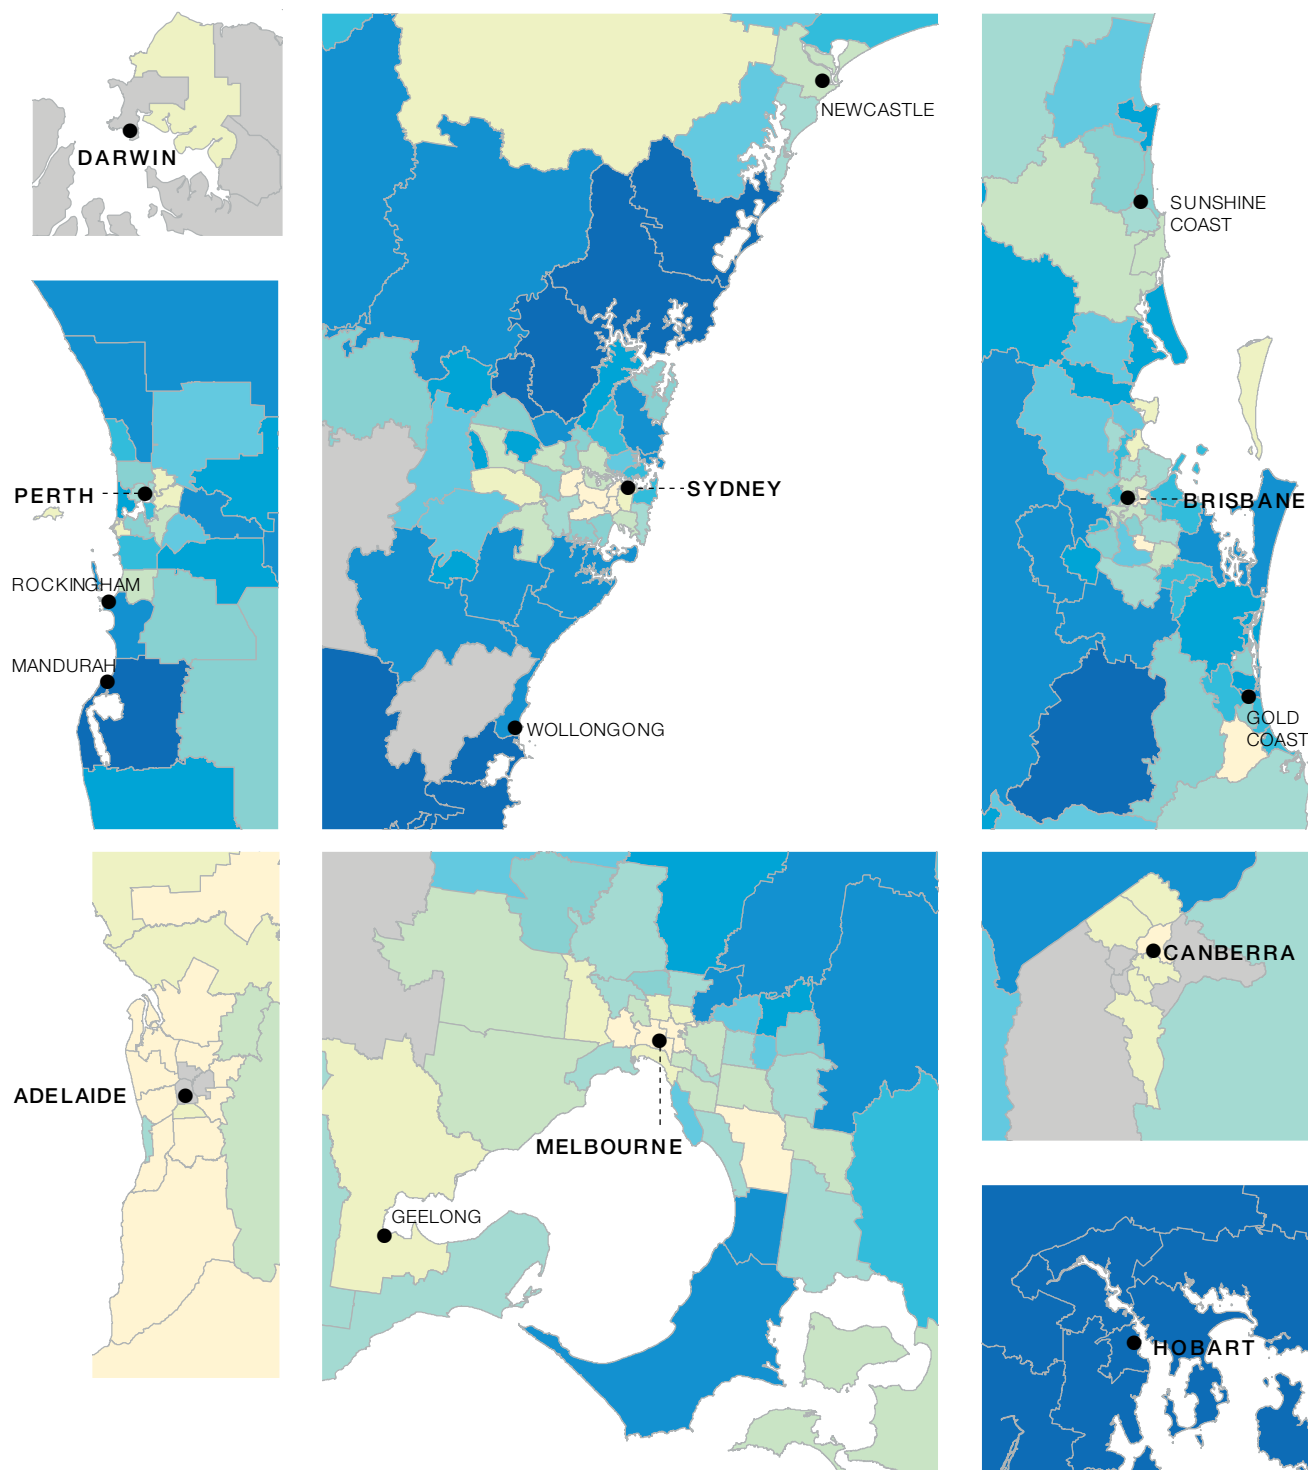 DARWIN
NEWCASTLE
SUNSHINE
COAST
PERTH
SYDNEY
BRISBANE
ROCKINGHAM
MANDURAH
WOLLONGONG
GOLD
COAST
CANBERRA
ADELAIDE
MELBOURNE
GEELONG
HOBART